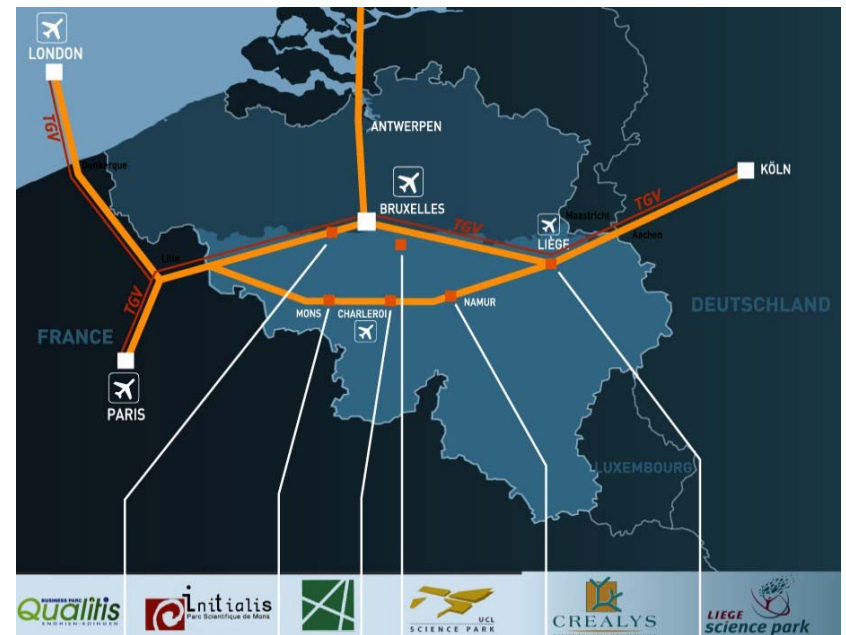 LONDON
TGV
Dunkerque
ANTWERPEN
BRUXELLES
TGV
TGV
KÖLN
Maastricht
LIÈGE
Aachen
Lille
TGV
MONS
CHARLEROI
NAMUR
DEUTSCHLAND
FRANCE
PARIS
LUXEMBOURG
BUSINESS PARC
Qualitis
ENGHIEN-EDINGEN
initialis
Parc Scientifique de Mons
UCL
SCIENCE PARK
CREALYS
LIEGE
science park